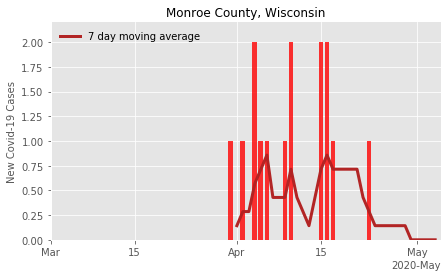 Monroe County, Wisconsin
7 day moving average
New Covid-19 Cases
2.00
1.75
1.50
1.25
1.00
0.75
0.50
0.25
0.00
Mar
15
Apr
15
May
2020-May